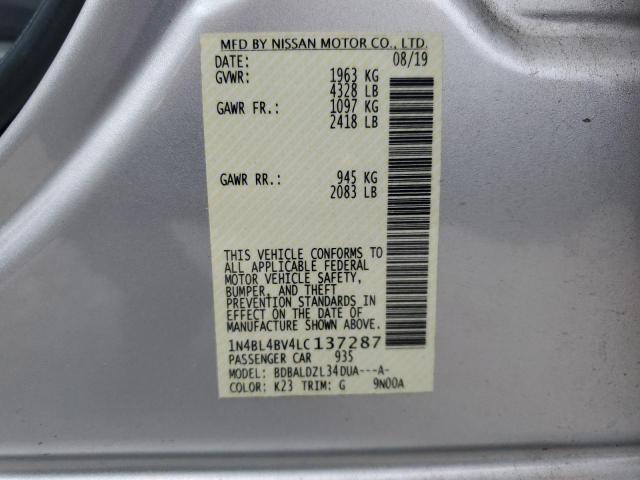 MFD BY NISSAN MOTOR CO., LTD.
DATE: 08/19
GVWR: 1963 KG
4328 LB
GAWR FR.: 1097 KG
2418 LB
GAWR RR.: 945 KG
2083 LB
THIS VEHICLE CONFORMS TO
ALL APPLICABLE FEDERAL
MOTOR VEHICLE SAFETY,
BUMPER, AND THEFT
PREVENTION STANDARDS IN
EFFECT ON THE DATE OF
MANUFACTURE SHOWN ABOVE.
1N4BL4BV4LC137287
PASSENGER CAR 935
MODEL: BDBALDZL34DUA---A-
COLOR: K23 TRIM: G 9N00A